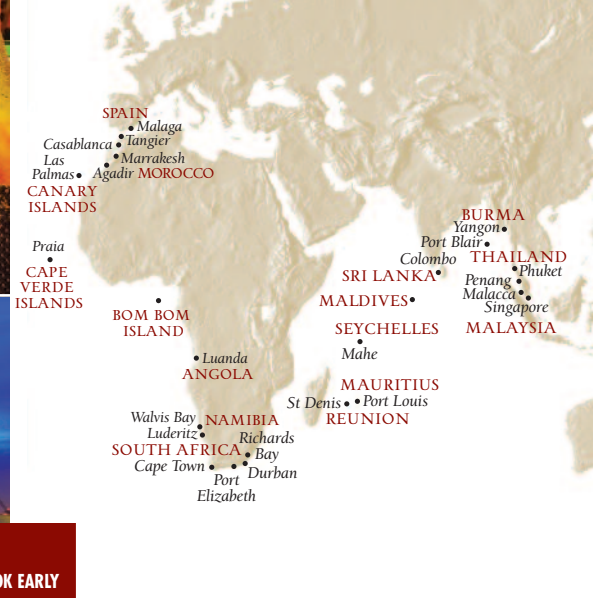 SPAIN
Malaga
Tangier
Casablanca
Marrakesh
Las
Palmas
Agadir MOROCCO
CANARY
ISLANDS
Praia
CAPE
VERDE
ISLANDS
BOM BOM
ISLAND
Luanda
ANGOLA
Walvis Bay NAMIBIA
Luderitz
SOUTH AFRICA
Richards
Bay
Cape Town
Durban
Port
Elizabeth
BURMA
Yangon
Port Blair
THAILAND
Colombo
SRI LANKA
Phuket
Penang
Malacca
Singapore
MALAYSIA
MALDIVES
SEYCHELLES
Mahe
MAURITIUS
St Denis
Port Louis
REUNION
EARLY